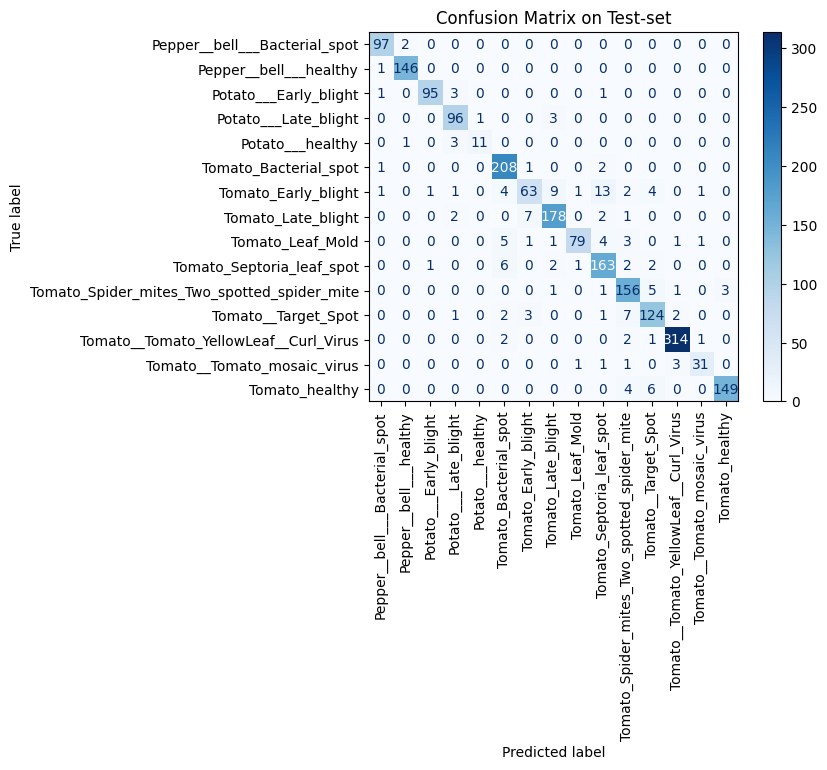 Confusion Matrix on Test-set
Pepper__bell___Bacterial_spot 97 2 0 0 0 0 0 0 0 0 0 0 0 0 0
Pepper__bell___healthy 1 146 0 0 0 0 0 0 0 0 0 0 0 0 0
Potato___Early_blight 1 0 95 3 0 0 0 0 0 1 0 0 0 0 0
Potato___Late_blight 0 0 0 96 1 0 0 3 0 0 0 0 0 0 0
Potato___healthy 0 1 0 3 11 0 0 0 0 0 0 0 0 0 0
Tomato_Bacterial_spot 1 0 0 0 0 208 1 0 0 2 0 0 0 0 0
Tomato_Early_blight 1 0 1 1 0 4 63 9 1 13 2 4 0 1 0
Tomato_Late_blight 0 0 0 2 0 0 7 178 0 2 1 0 0 0 0
Tomato_Leaf_Mold 0 0 0 0 0 5 1 1 79 4 3 0 1 1 0
Tomato_Septoria_leaf_spot 0 0 1 0 0 6 0 2 1 163 2 2 0 0 0
Tomato_Spider_mites_Two_spotted_spider_mite 0 0 0 0 0 0 0 1 0 1 156 5 1 0 3
Tomato__Target_Spot 0 0 0 1 0 2 3 0 0 1 7 124 2 0 0
Tomato__Tomato_YellowLeaf__Curl_Virus 0 0 0 0 0 2 0 0 0 0 2 1 314 1 0
Tomato__Tomato_mosaic_virus 0 0 0 0 0 0 0 0 1 1 1 0 3 31 0
Tomato_healthy 0 0 0 0 0 0 0 0 0 0 4 6 0 0 149
True label
Pepper__bell___Bacterial_spot
Pepper__bell___healthy
Potato___Early_blight
Potato___Late_blight
Potato___healthy
Tomato_Bacterial_spot
Tomato_Early_blight
Tomato_Late_blight
Tomato_Leaf_Mold
Tomato_Septoria_leaf_spot
Tomato_Spider_mites_Two_spotted_spider_mite
Tomato__Target_Spot
Tomato__Tomato_YellowLeaf__Curl_Virus
Tomato__Tomato_mosaic_virus
Tomato_healthy
Predicted label
300
250
200
150
100
50
0